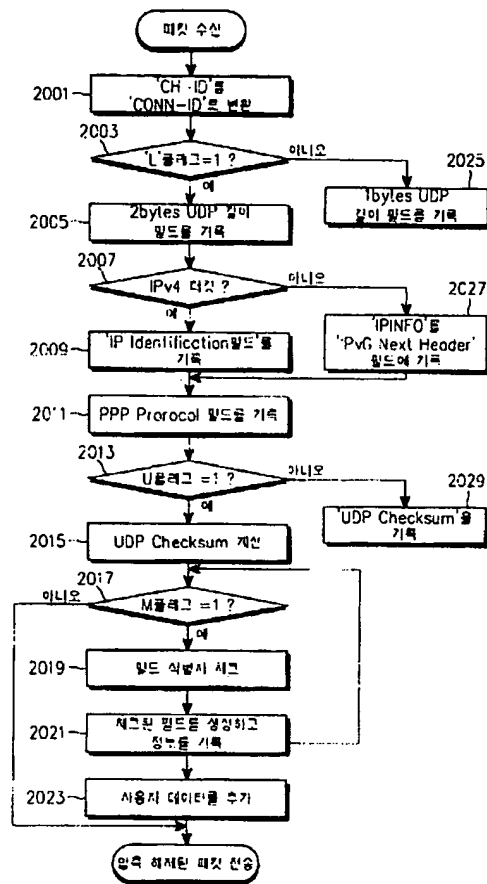 패킷 수신
2001
'CH-ID'를
'CONN-ID'로 변환
2003
'L'플래그=1 ?
아니오
예
2025
1bytes UDP
길이 필드를 기록
2005
2bytes UDP 길이
필드를 기록
2007
IPv4 패킷 ?
아니오
예
2027
'IPINFO'를
'IPv6 Next Header'
필드에 기록
2009
'IP Identification필드'를
기록
2011
PPP Prorocol 필드를 기록
2013
U플래그 =1 ?
아니오
예
2029
'UDP Checksum'을
기록
2015
UDP Checksum 계산
2017
아니오
M플래그 =1 ?
예
2019
필드 식별자 체크
2021
체크된 필드를 생성하고
정보를 기록
2023
사용자 데이터를 추가
압축 해제된 패킷 전송